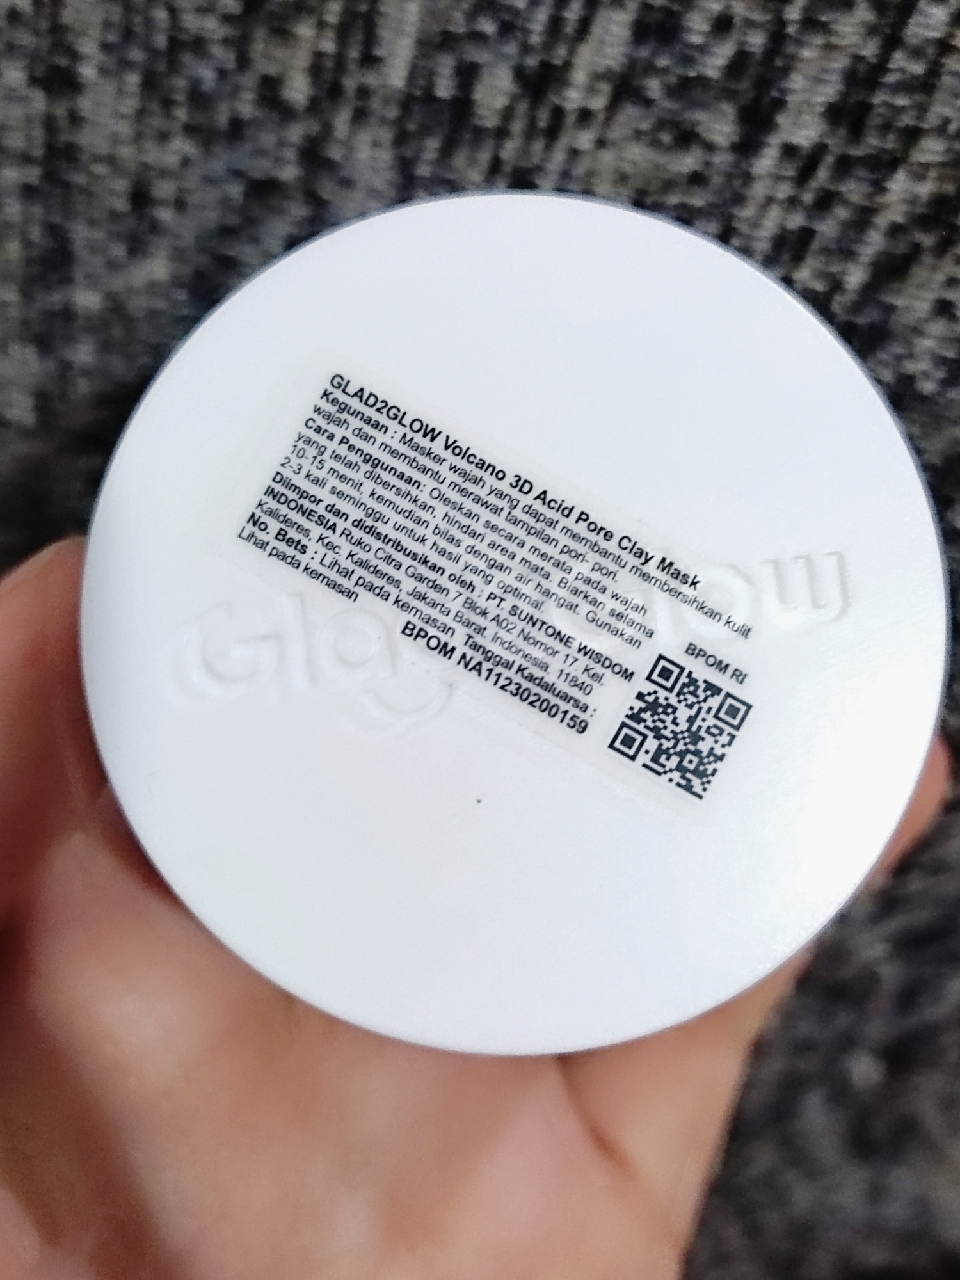 GLAD2GLOW Volcano 3D Acid Pore Clay Mask
Kegunaan : Masker wajah yang dapat membantu membersihkan kulit
wajah dan membantu merawat tampilan pori- pori.
Cara Penggunaan: Oleskan secara merata pada wajah
yang telah dibersihkan, hindari area mata. Biarkan selama
10-15 menit, kemudian bilas dengan air hangat. Gunakan
2-3 kali seminggu untuk hasil yang optimal.
Diimpor dan didistribusikan oleh : PT. SUNTONE WISDOM
INDONESIA Ruko Citra Garden 7 Blok A02 Nomor 17, Kel.
Kalideres, Kec. Kalideres, Jakarta Barat. Indonesia, 11840
No. Bets : Lihat pada kemasan Tanggal Kadaluarsa :
Lihat pada kemasan
BPOM NA11230200159
BPOM RI
Glad2Glow